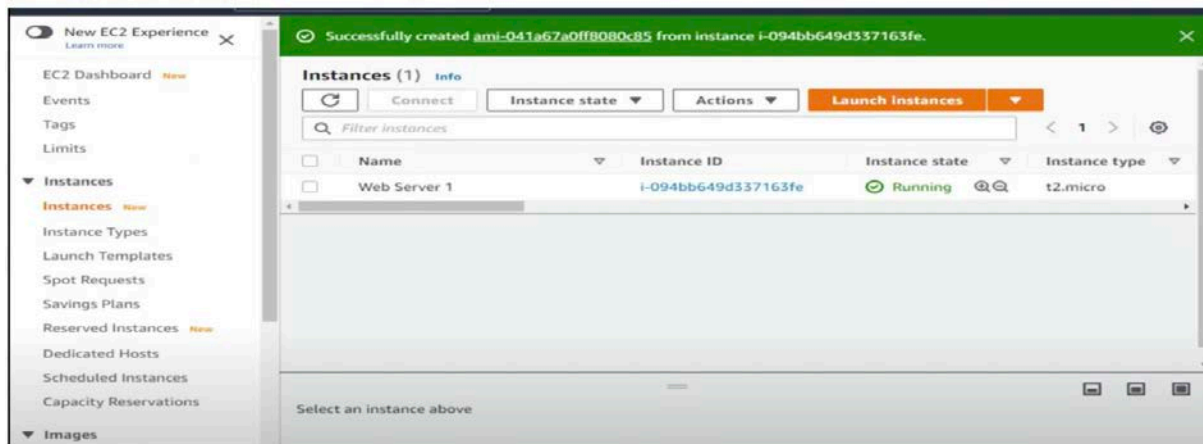 New EC2 Experience
Learn more
EC2 Dashboard New
Events
Tags
Limits
Instances
Instances New
Instance Types
Launch Templates
Spot Requests
Savings Plans
Reserved Instances New
Dedicated Hosts
Scheduled Instances
Capacity Reservations
Images
Successfully created ami-041a67a0ff8080c85 from instance i-094bb649d337163fe.
Instances (1) Info
Connect Instance state Actions Launch instances
Filter instances 1
Name Instance ID Instance state Instance type
Web Server 1 i-094bb649d337163fe Running t2.micro
Select an instance above